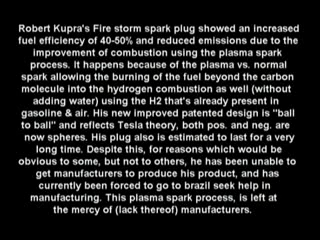 Robert Kupra's Fire storm spark plug showed an increased
fuel efficiency of 40-50% and reduced emissions due to the
improvement of combustion using the plasma spark
process. It happens because of the plasma vs. normal
spark allowing the burning of the fuel beyond the carbon
molecule into the hydrogen combustion as well (without
adding water) using the H2 that's already present in
gasoline & air. His new improved patented design is "ball
to ball" and reflects Tesla theory, both pos. and neg. are
now spheres. His plug also is estimated to last for a very
long time. Despite this, for reasons which would be
obvious to some, but not to others, he has been unable to
get manufacturers to produce his product, and has
currently been forced to go to brazil seek help in
manufacturing. This plasma spark process, is left at
the mercy of (lack thereof) manufacturers.